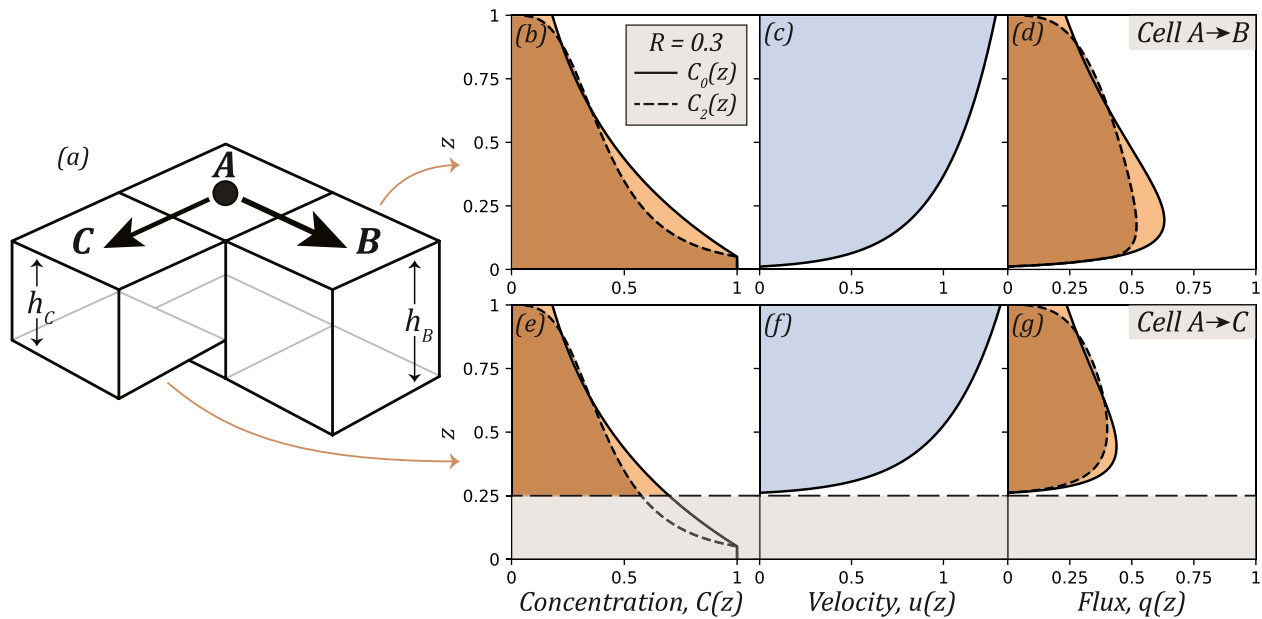 (a)
A
C
B
h_C
h_B
(b)
R = 0.3
C_0(z)
C_2(z)
(c)
(d)
Cell A→B
z
1
0.75
0.5
0.25
0
0
0.5
1
0
0.5
1
0
0.25
0.5
0.75
1
(e)
(f)
(g)
Cell A→C
z
1
0.75
0.5
0.25
0
0
0.5
1
0
0.5
1
0
0.25
0.5
0.75
1
Concentration, C(z)
Velocity, u(z)
Flux, q(z)